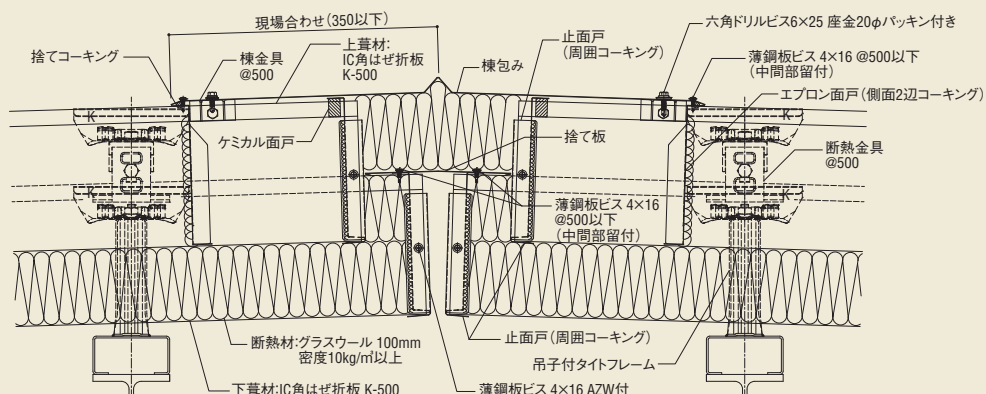 現場合わせ(350以下)
捨てコーキング
棟金具
@500
上葺材:
IC角はぜ折板
K-500
棟包み
止面戸
(周囲コーキング)
六角ドリルビス6×25 座金20φパッキン付き
薄鋼板ビス 4×16 @500以下
(中間部留付)
エプロン面戸(側面2辺コーキング)
K
K
ケミカル面戸
捨て板
断熱金具
@500
K
K
薄鋼板ビス 4×16
@500以下
(中間部留付)
断熱材:グラスウール 100mm
密度10kg/㎥以上
止面戸(周囲コーキング)
吊子付タイトフレーム
下葺材:IC角はぜ折板 K-500
薄鋼板ビス 4×16 AZW付